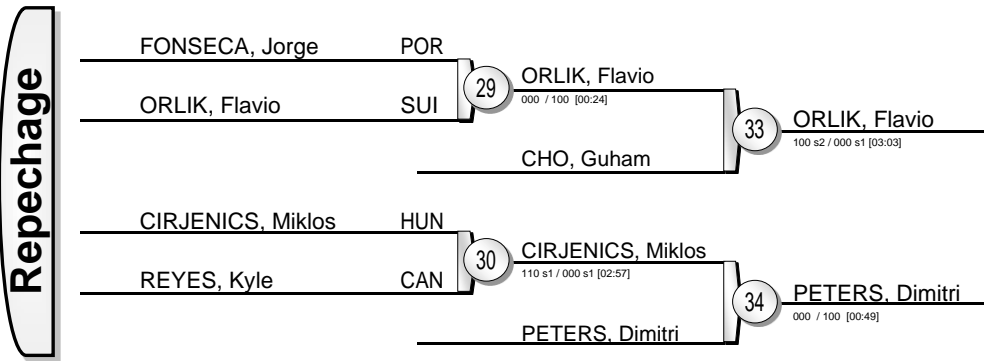 Repechage
FONSECA, Jorge POR
ORLIK, Flavio SUI
29
ORLIK, Flavio
000 / 100 [00:24]
CHO, Guham
33
ORLIK, Flavio
100 s2 / 000 s1 [03:03]
CIRJENICS, Miklos HUN
REYES, Kyle CAN
30
CIRJENICS, Miklos
110 s1 / 000 s1 [02:57]
PETERS, Dimitri
34
PETERS, Dimitri
000 / 100 [00:49]